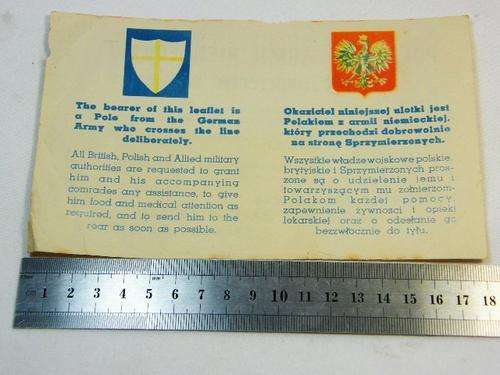 The bearer of this leaflet is
a Pole from the German
Army who crosses the line
deliberately.
All British, Polish and Allied military
authorities are requested to grant
him and his accompanying
comrades any assistance, to give
him food and medical attention as
required, and to send him to the
rear as soon as possible.
Okaziciel niniejszej ulotki jest
Polakiem z armii niemieckiej,
który przechodzi dobrowolnie
na stronę Sprzymierzonych.
Wszystkie władze wojskowe polskie,
brytyjskie i Sprzymierzonych pros-
zone są o udzielenie temu i
towarzyszącym mu żołnierzom-
Polakom każdej pomocy,
zapewnienie żywności i opieki
lekarskiej oraz o odesłanie go
bezzwłocznie do tyłu.
1 2 3 4 5 6 7 8 9 10 11 12 13 14 15 16 17 18